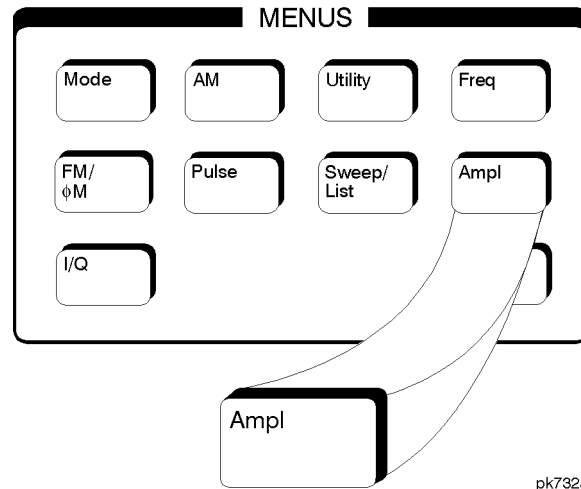 MENUS
Mode
AM
Utility
Freq
FM/
ϕM
Pulse
Sweep/
List
Ampl
I/Q
Ampl